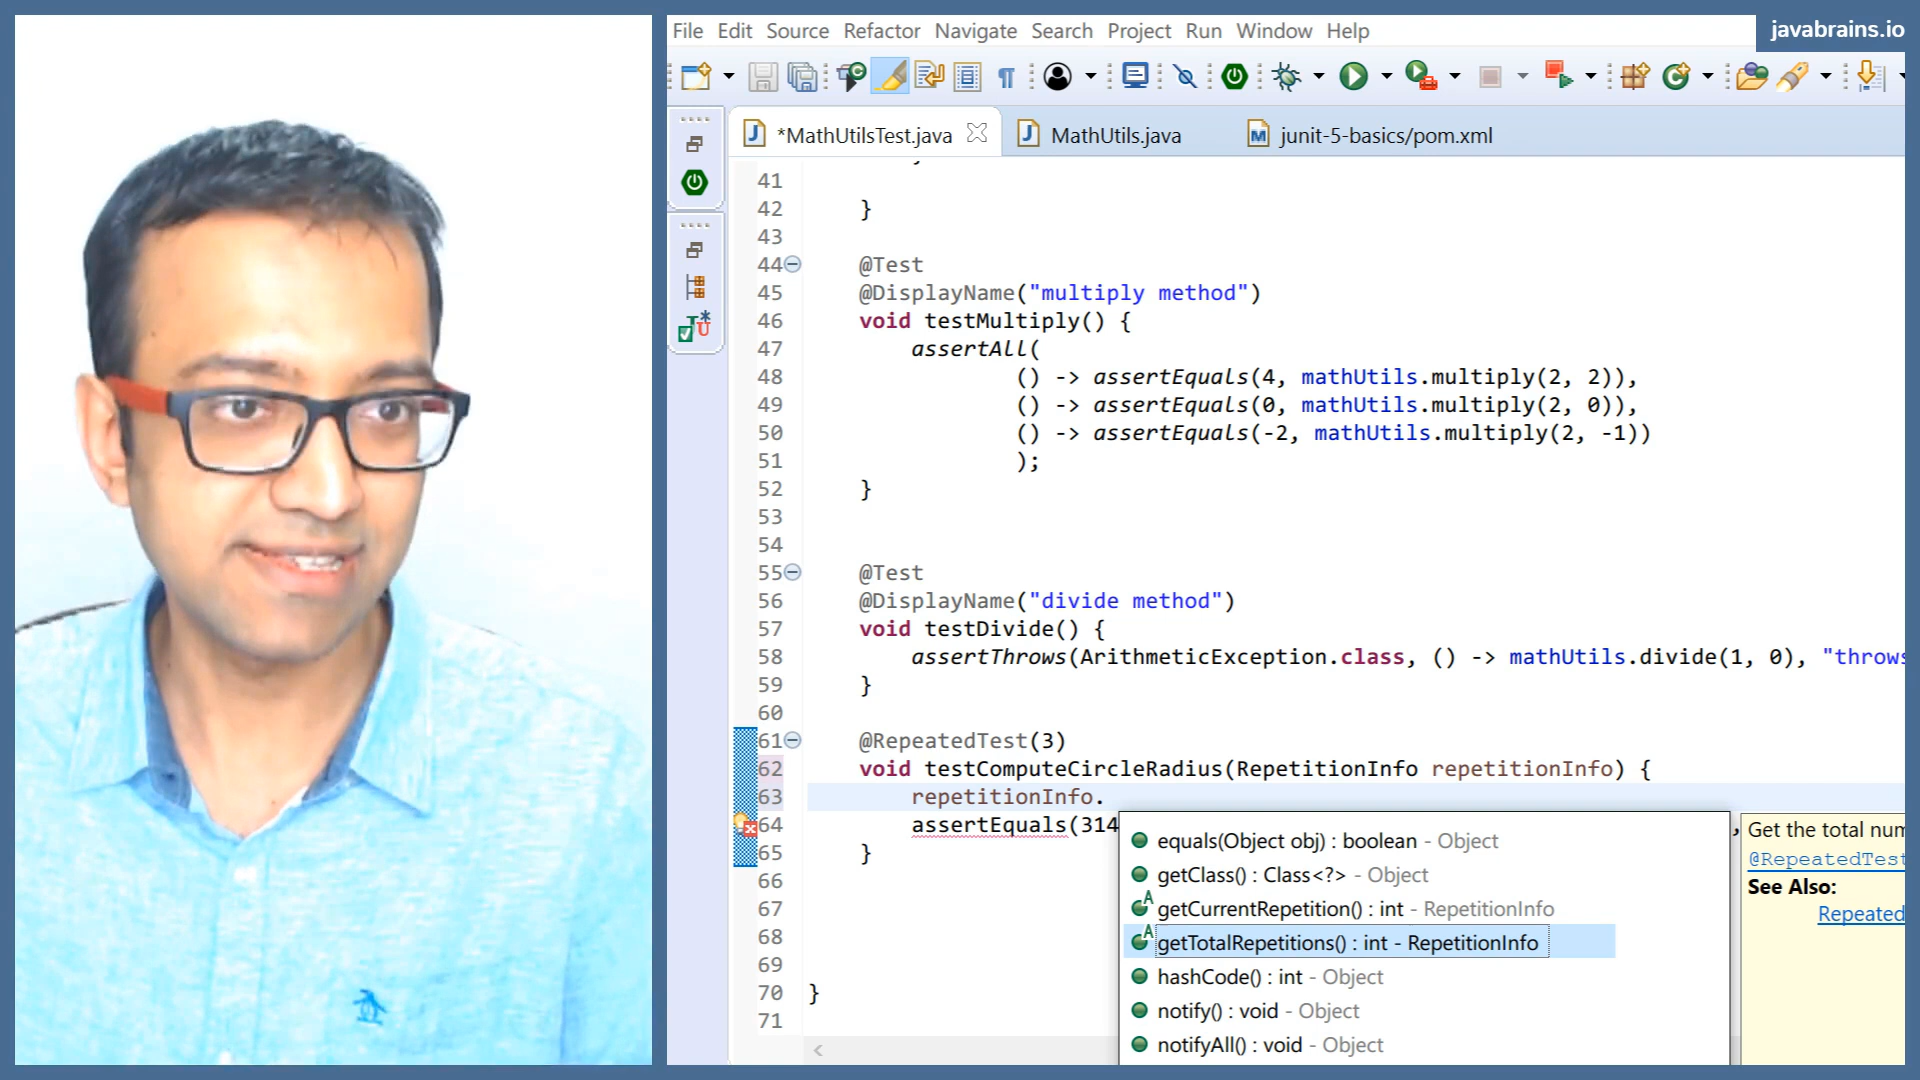 File Edit Source Refactor Navigate Search Project Run Window Help
javabrains.io
*MathUtilsTest.java
MathUtils.java
junit-5-basics/pom.xml
41
42 }
43
44 @Test
45 @DisplayName("multiply method")
46 void testMultiply() {
47 assertAll(
48 () -> assertEquals(4, mathUtils.multiply(2, 2)),
49 () -> assertEquals(0, mathUtils.multiply(2, 0)),
50 () -> assertEquals(-2, mathUtils.multiply(2, -1))
51 );
52 }
53
54
55 @Test
56 @DisplayName("divide method")
57 void testDivide() {
58 assertThrows(ArithmeticException.class, () -> mathUtils.divide(1, 0), "throws
59 }
60
61 @RepeatedTest(3)
62 void testComputeCircleRadius(RepetitionInfo repetitionInfo) {
63 repetitionInfo.
64 assertEquals(314
65 }
66
67
68
69
70 }
71
equals(Object obj) : boolean - Object
getClass() : Class<?> - Object
getCurrentRepetition() : int - RepetitionInfo
getTotalRepetitions() : int - RepetitionInfo
hashCode() : int - Object
notify() : void - Object
notifyAll() : void - Object
Get the total num
@RepeatedTest
See Also:
Repeated